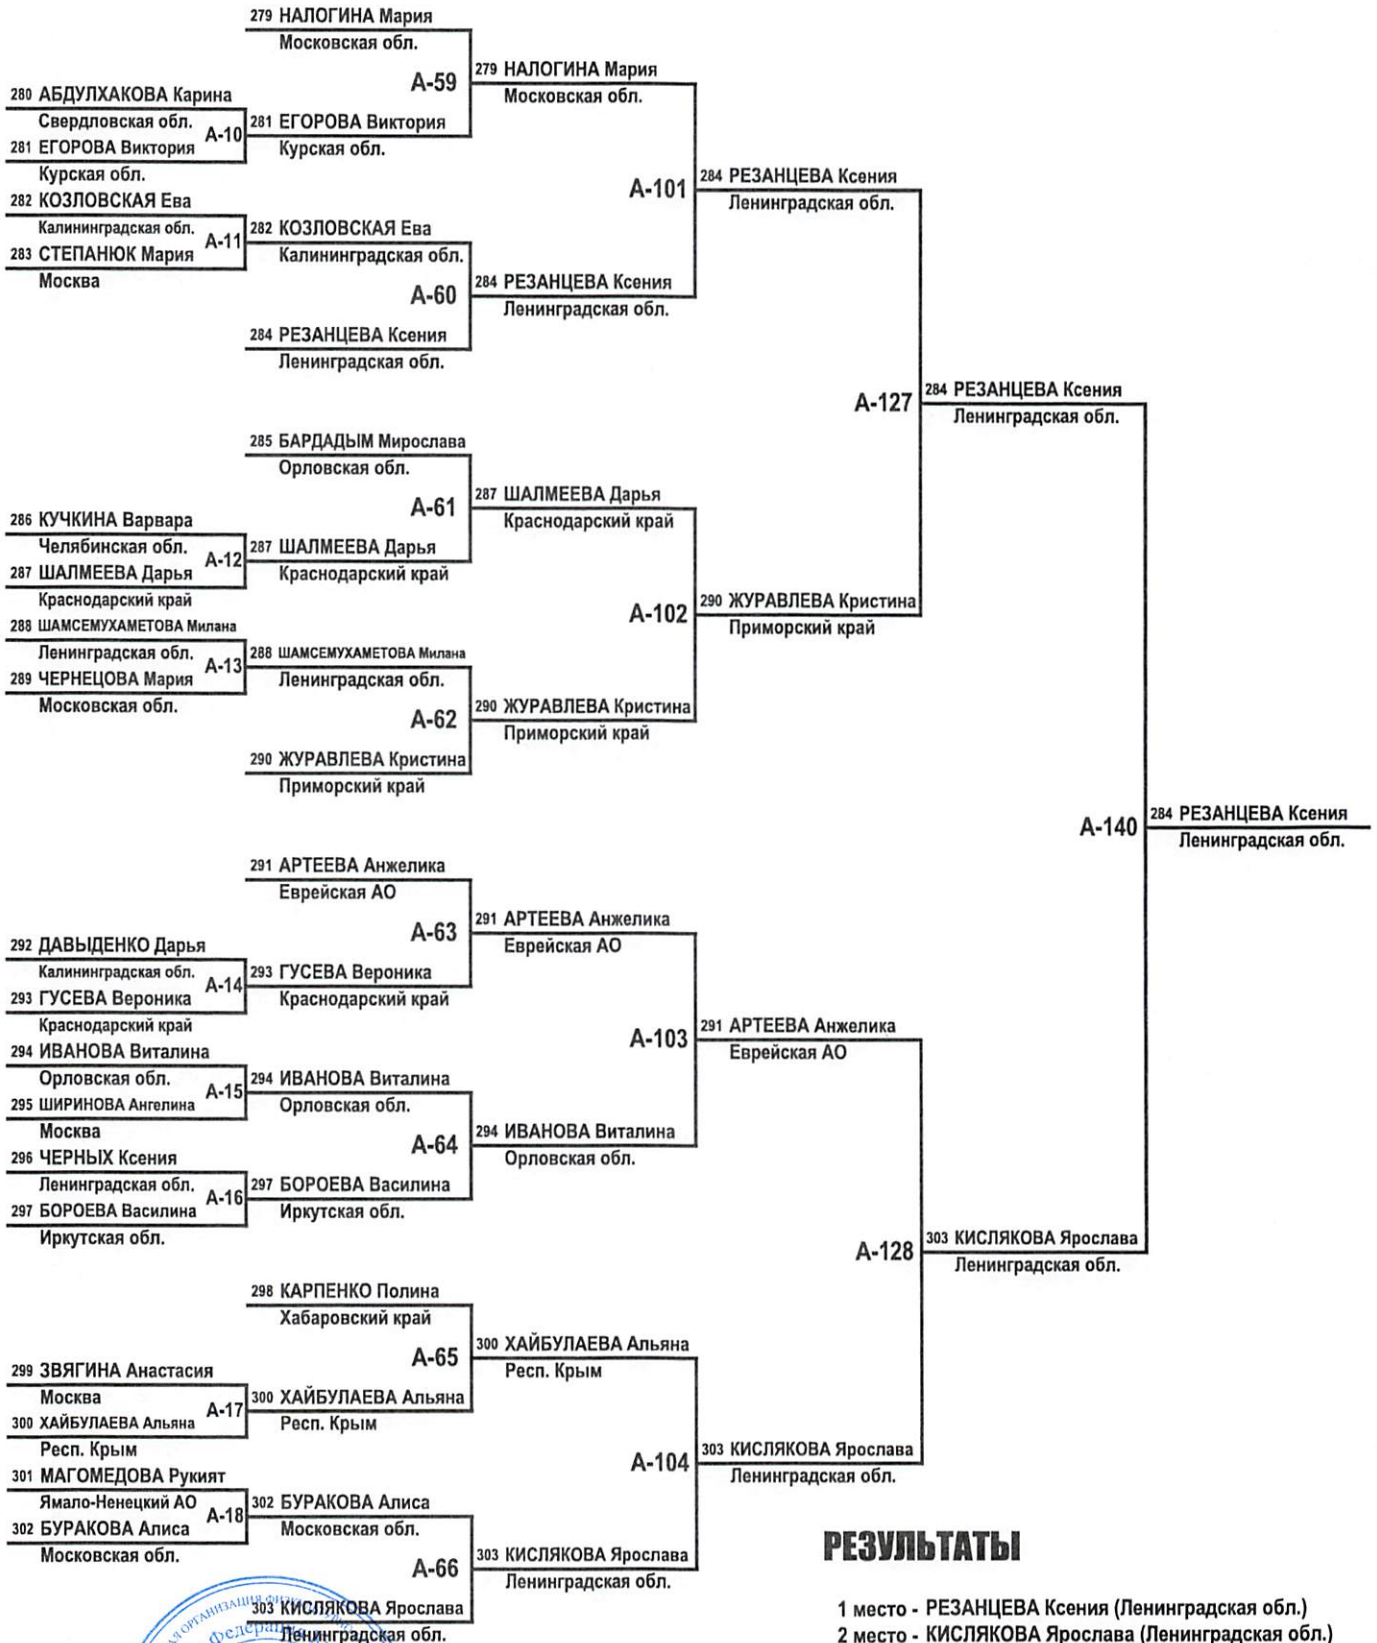 279 НАЛОГИНА Мария
Московская обл.
А-59
279 НАЛОГИНА Мария
Московская обл.
280 АБДУЛХАКОВА Карина
Свердловская обл.
А-10
281 ЕГОРОВА Виктория
Курская обл.
281 ЕГОРОВА Виктория
Курская обл.
А-101
284 РЕЗАНЦЕВА Ксения
Ленинградская обл.
282 КОЗЛОВСКАЯ Ева
Калининградская обл.
А-11
282 КОЗЛОВСКАЯ Ева
Калининградская обл.
283 СТЕПАНЮК Мария
Москва
А-60
284 РЕЗАНЦЕВА Ксения
Ленинградская обл.
284 РЕЗАНЦЕВА Ксения
Ленинградская обл.
А-127
284 РЕЗАНЦЕВА Ксения
Ленинградская обл.
285 БАРДАДЫМ Мирослава
Орловская обл.
А-61
287 ШАЛМЕЕВА Дарья
Краснодарский край
286 КУЧКИНА Варвара
Челябинская обл.
А-12
287 ШАЛМЕЕВА Дарья
Краснодарский край
287 ШАЛМЕЕВА Дарья
Краснодарский край
А-102
290 ЖУРАВЛЕВА Кристина
Приморский край
288 ШАМСЕМУХАМЕТОВА Милана
Ленинградская обл.
А-13
288 ШАМСЕМУХАМЕТОВА Милана
Ленинградская обл.
289 ЧЕРНЕЦОВА Мария
Московская обл.
А-62
290 ЖУРАВЛЕВА Кристина
Приморский край
290 ЖУРАВЛЕВА Кристина
Приморский край
А-140
284 РЕЗАНЦЕВА Ксения
Ленинградская обл.
291 АРТЕЕВА Анжелика
Еврейская АО
А-63
291 АРТЕЕВА Анжелика
Еврейская АО
292 ДАВЫДЕНКО Дарья
Калининградская обл.
А-14
293 ГУСЕВА Вероника
Краснодарский край
293 ГУСЕВА Вероника
Краснодарский край
А-103
291 АРТЕЕВА Анжелика
Еврейская АО
294 ИВАНОВА Виталина
Орловская обл.
А-15
294 ИВАНОВА Виталина
Орловская обл.
295 ШИРИНОВА Ангелина
Москва
А-64
294 ИВАНОВА Виталина
Орловская обл.
296 ЧЕРНЫХ Ксения
Ленинградская обл.
А-16
297 БОРОЕВА Василина
Иркутская обл.
297 БОРОЕВА Василина
Иркутская обл.
А-128
303 КИСЛЯКОВА Ярослава
Ленинградская обл.
298 КАРПЕНКО Полина
Хабаровский край
А-65
300 ХАЙБУЛАЕВА Альяна
Респ. Крым
299 ЗВЯГИНА Анастасия
Москва
А-17
300 ХАЙБУЛАЕВА Альяна
Респ. Крым
300 ХАЙБУЛАЕВА Альяна
Респ. Крым
А-104
303 КИСЛЯКОВА Ярослава
Ленинградская обл.
301 МАГОМЕДОВА Рукият
Ямало-Ненецкий АО
А-18
302 БУРАКОВА Алиса
Московская обл.
302 БУРАКОВА Алиса
Московская обл.
А-66
303 КИСЛЯКОВА Ярослава
Ленинградская обл.
303 КИСЛЯКОВА Ярослава
Ленинградская обл.
ОРГАНИЗАЦИЯ
Федерация
РЕЗУЛЬТАТЫ
1 место - РЕЗАНЦЕВА Ксения (Ленинградская обл.)
2 место - КИСЛЯКОВА Ярослава (Ленинградская обл.)